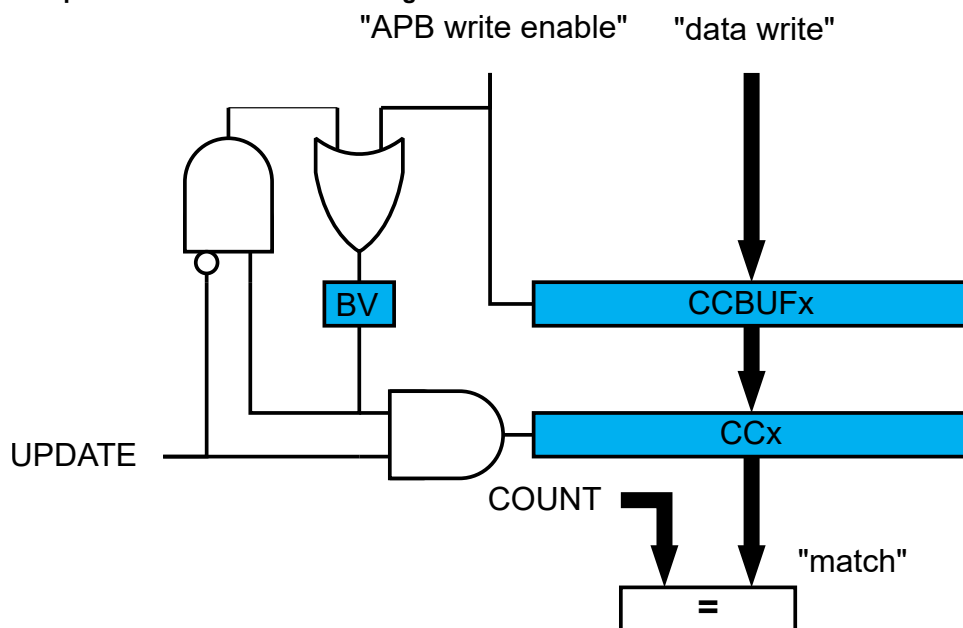 "APB write enable"
"data write"
BV
CCBUFx
CCx
UPDATE
COUNT
"match"
=